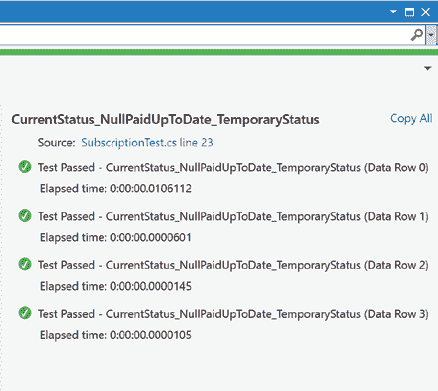 CurrentStatus_NullPaidUpToDate_TemporaryStatus Copy All
Source: SubscriptionTest.cs line 23
Test Passed - CurrentStatus_NullPaidUpToDate_TemporaryStatus (Data Row 0)
Elapsed time: 0:00:00.0106112
Test Passed - CurrentStatus_NullPaidUpToDate_TemporaryStatus (Data Row 1)
Elapsed time: 0:00:00.0000601
Test Passed - CurrentStatus_NullPaidUpToDate_TemporaryStatus (Data Row 2)
Elapsed time: 0:00:00.0000145
Test Passed - CurrentStatus_NullPaidUpToDate_TemporaryStatus (Data Row 3)
Elapsed time: 0:00:00.0000105